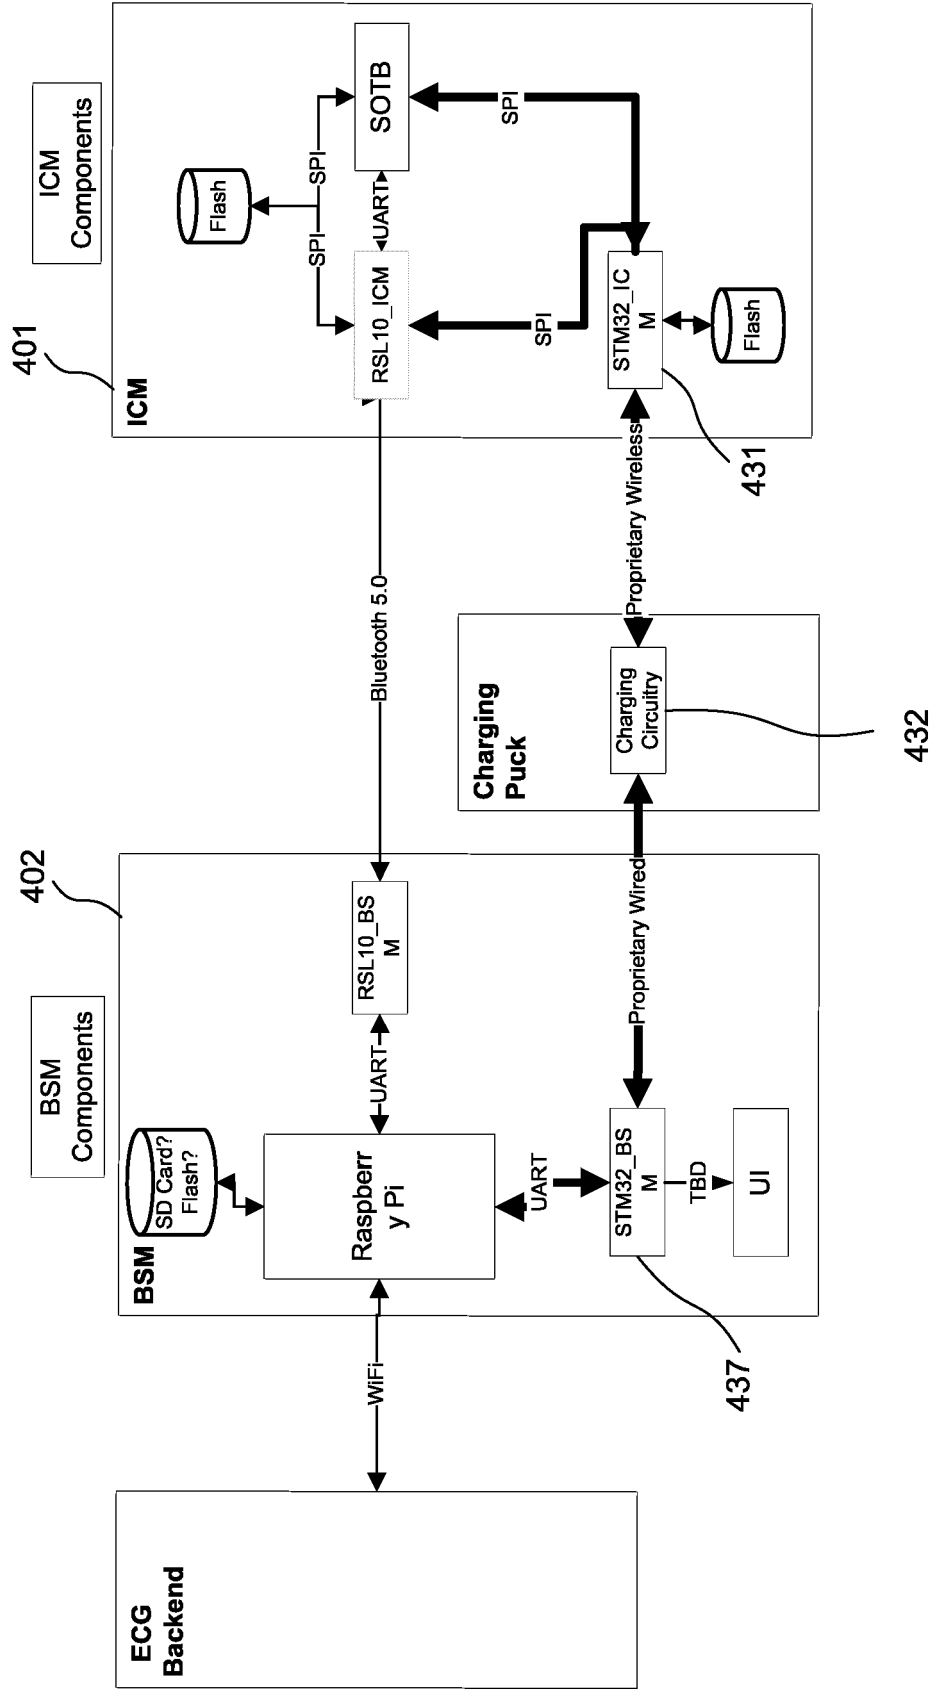 BSM
Components
ICM
Components
402
401
ECG
Backend
BSM
SD Card?
Flash?
Raspberr
y Pi
WiFi
UART
RSL10_BS
M
Bluetooth 5.0
UART
STM32_BS
M
TBD
UI
437
Proprietary Wired
Charging
Puck
Charging
Circuitry
432
Proprietary Wireless
ICM
Flash
SPI
SPI
RSL10_ICM
UART
SOTB
SPI
SPI
STM32_IC
M
Flash
431